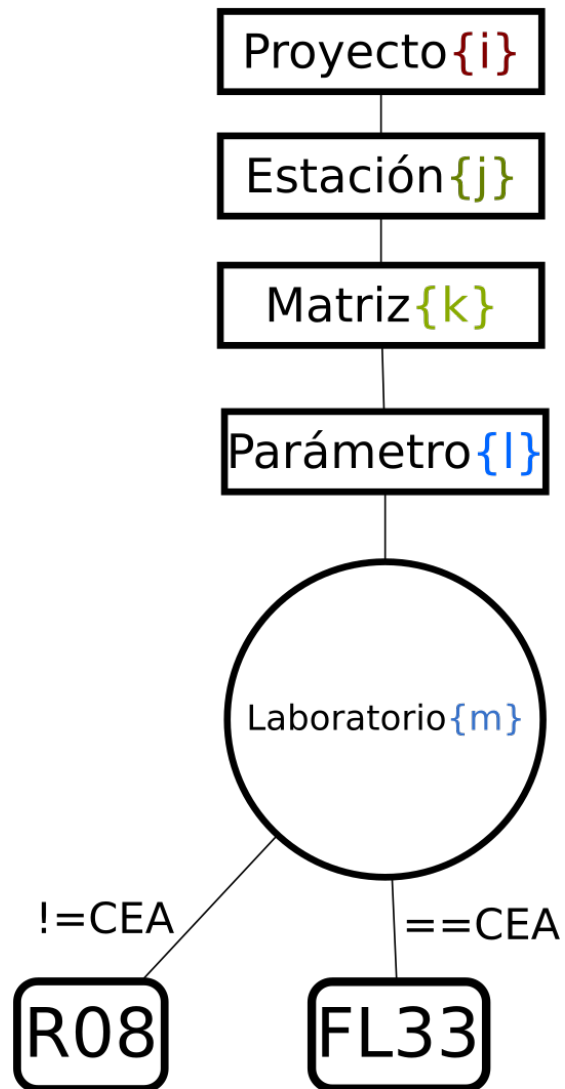 Proyecto{i}
Estación{j}
Matriz{k}
Parámetro{l}
Laboratorio{m}
!=CEA
==CEA
R08
FL33